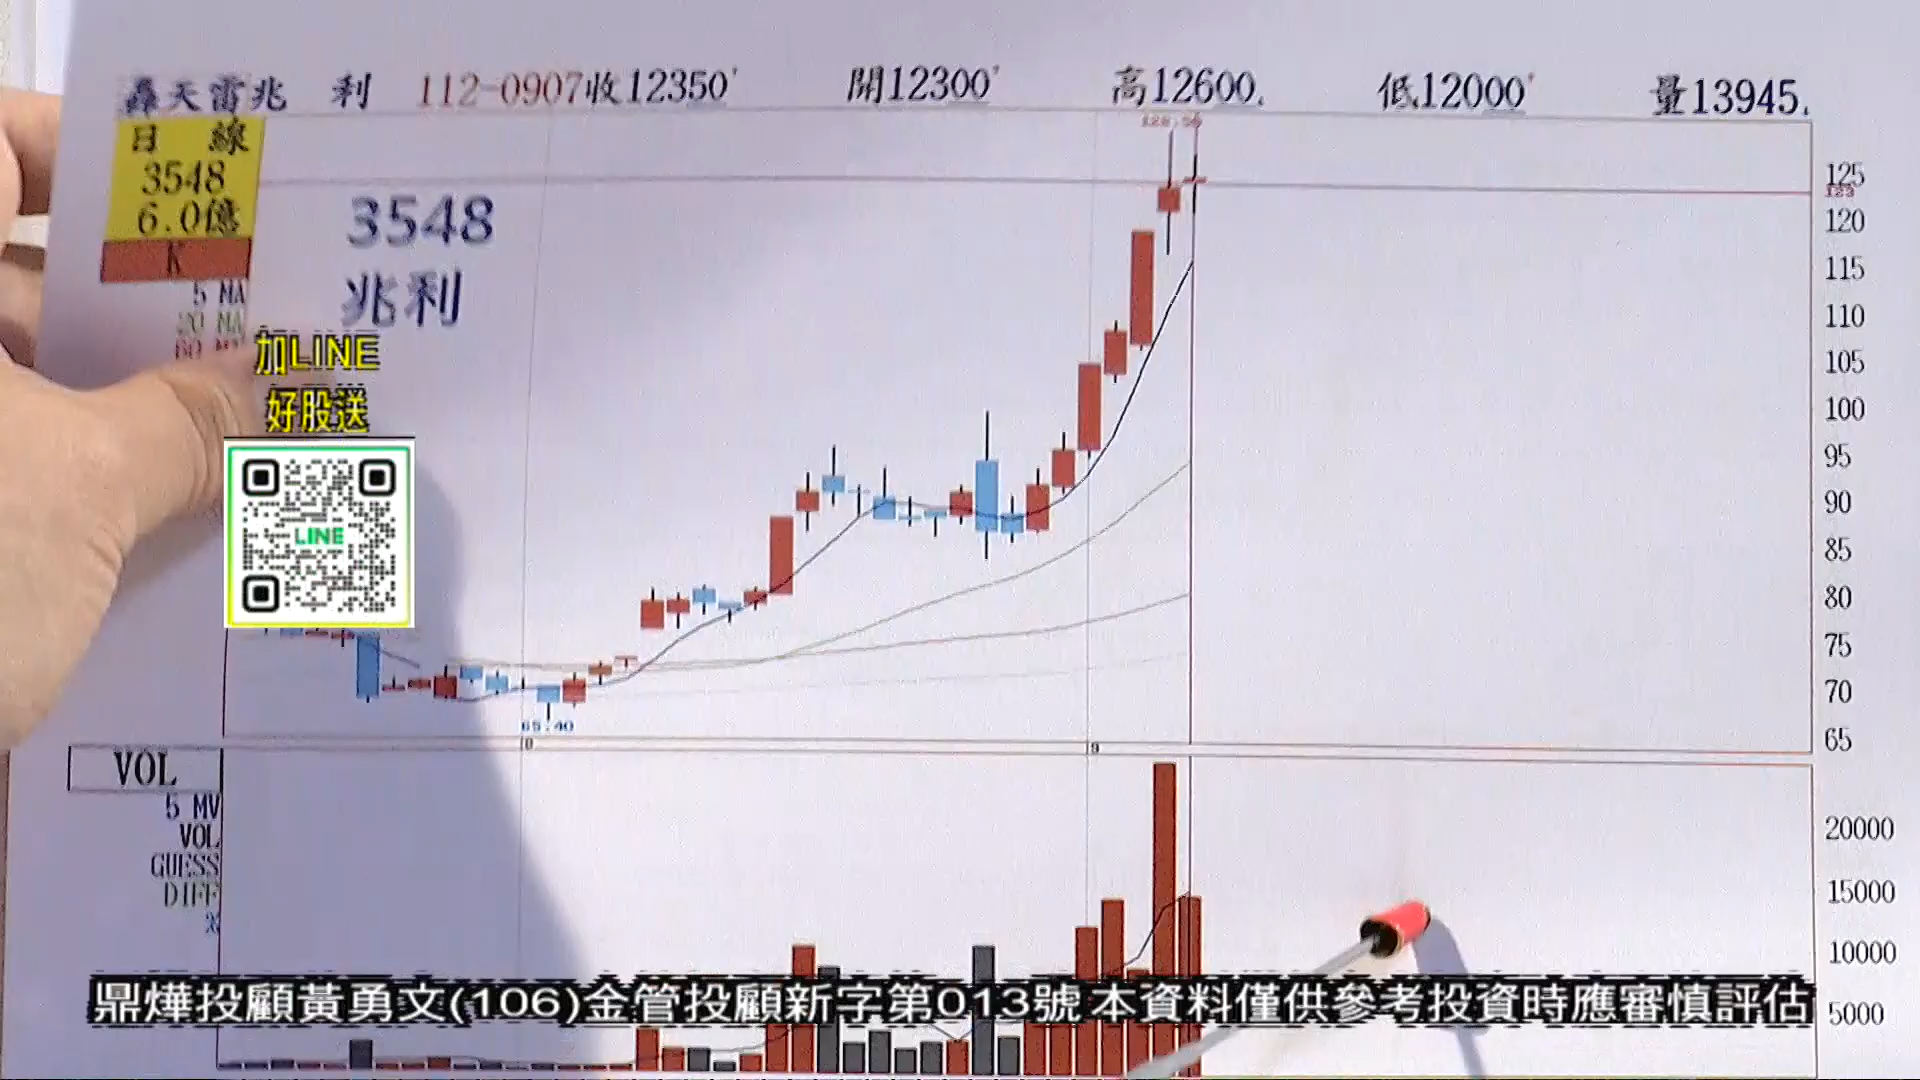 轟天雷兆 利 112-0907收12350' 開12300' 高12600. 低12000' 量13945.
日 線
3548
6.0億
K
5 MA
20 MA
60 MA
3548
兆利
加LINE
好股送
LINE
125
123
120
115
110
105
100
95
90
85
80
75
70
65
65.40
9
VOL
5 MV
VOL
GUESS
DIFF
%
20000
15000
10000
5000
鼎燁投顧黃勇文(106)金管投顧新字第013號 本資料僅供參考投資時應審慎評估